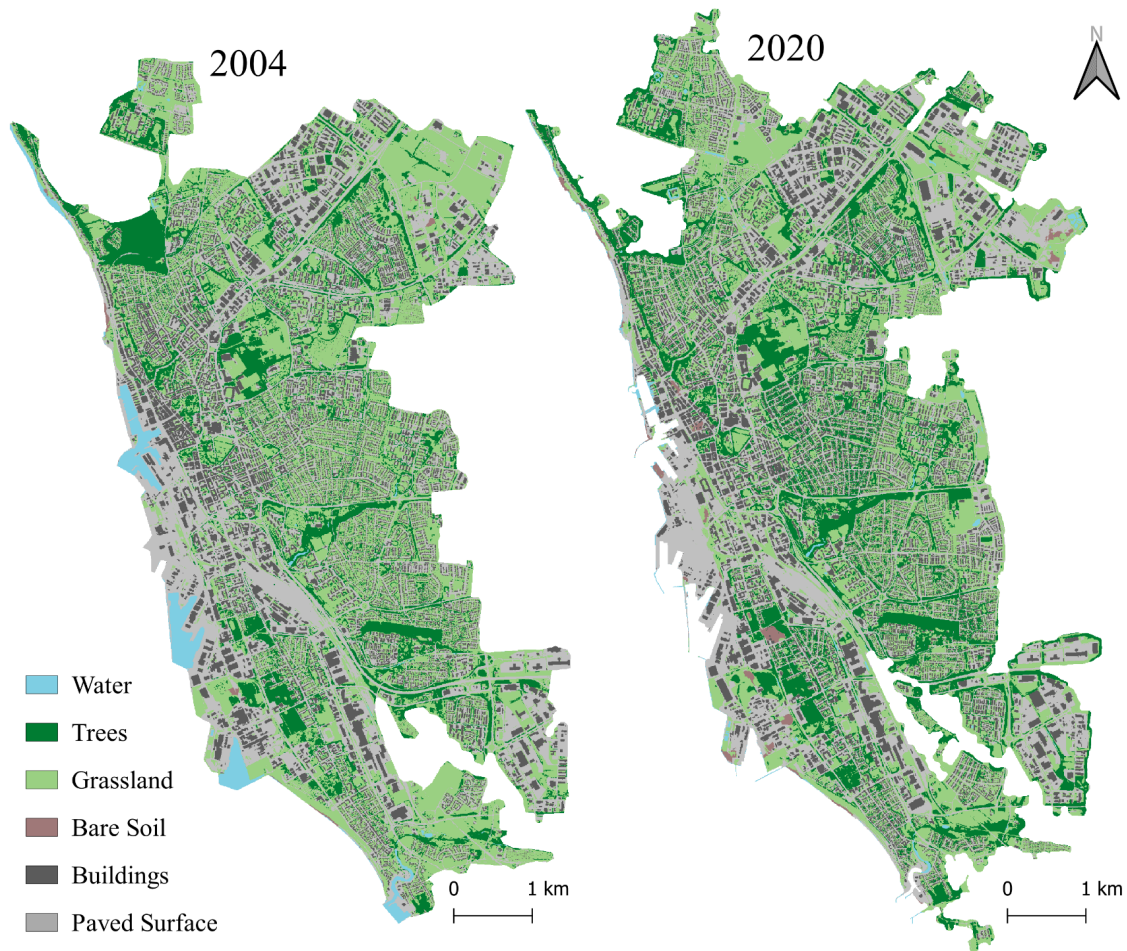 2004
2020
N
Water
Trees
Grassland
Bare Soil
Buildings
Paved Surface
0 1 km
0 1 km